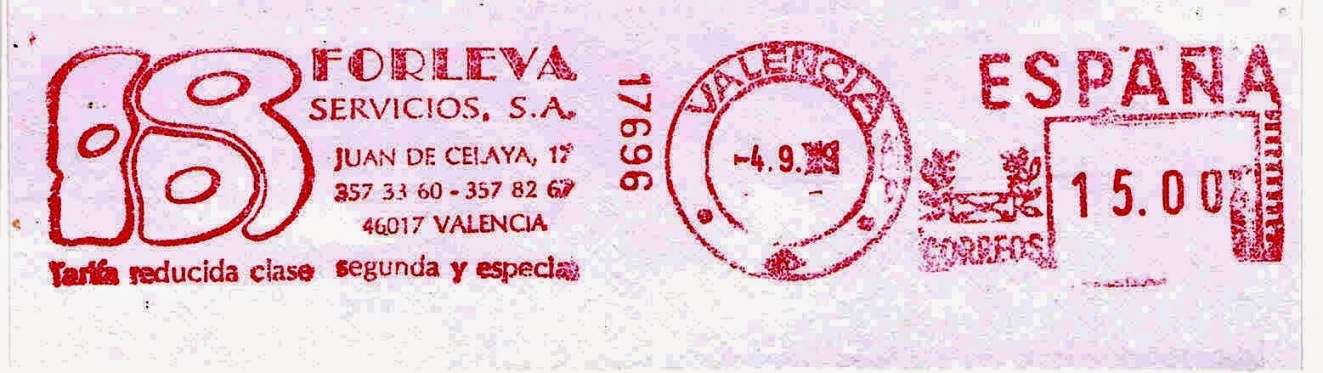 FORLEVA
SERVICIOS, S.A.
JUAN DE CELAYA, 17
357 33 60 - 357 82 67
46017 VALENCIA
Tarifa reducida clase segunda y especial
17696
VALENCIA
-4.9.
ESPAÑA
15.00
CORREOS